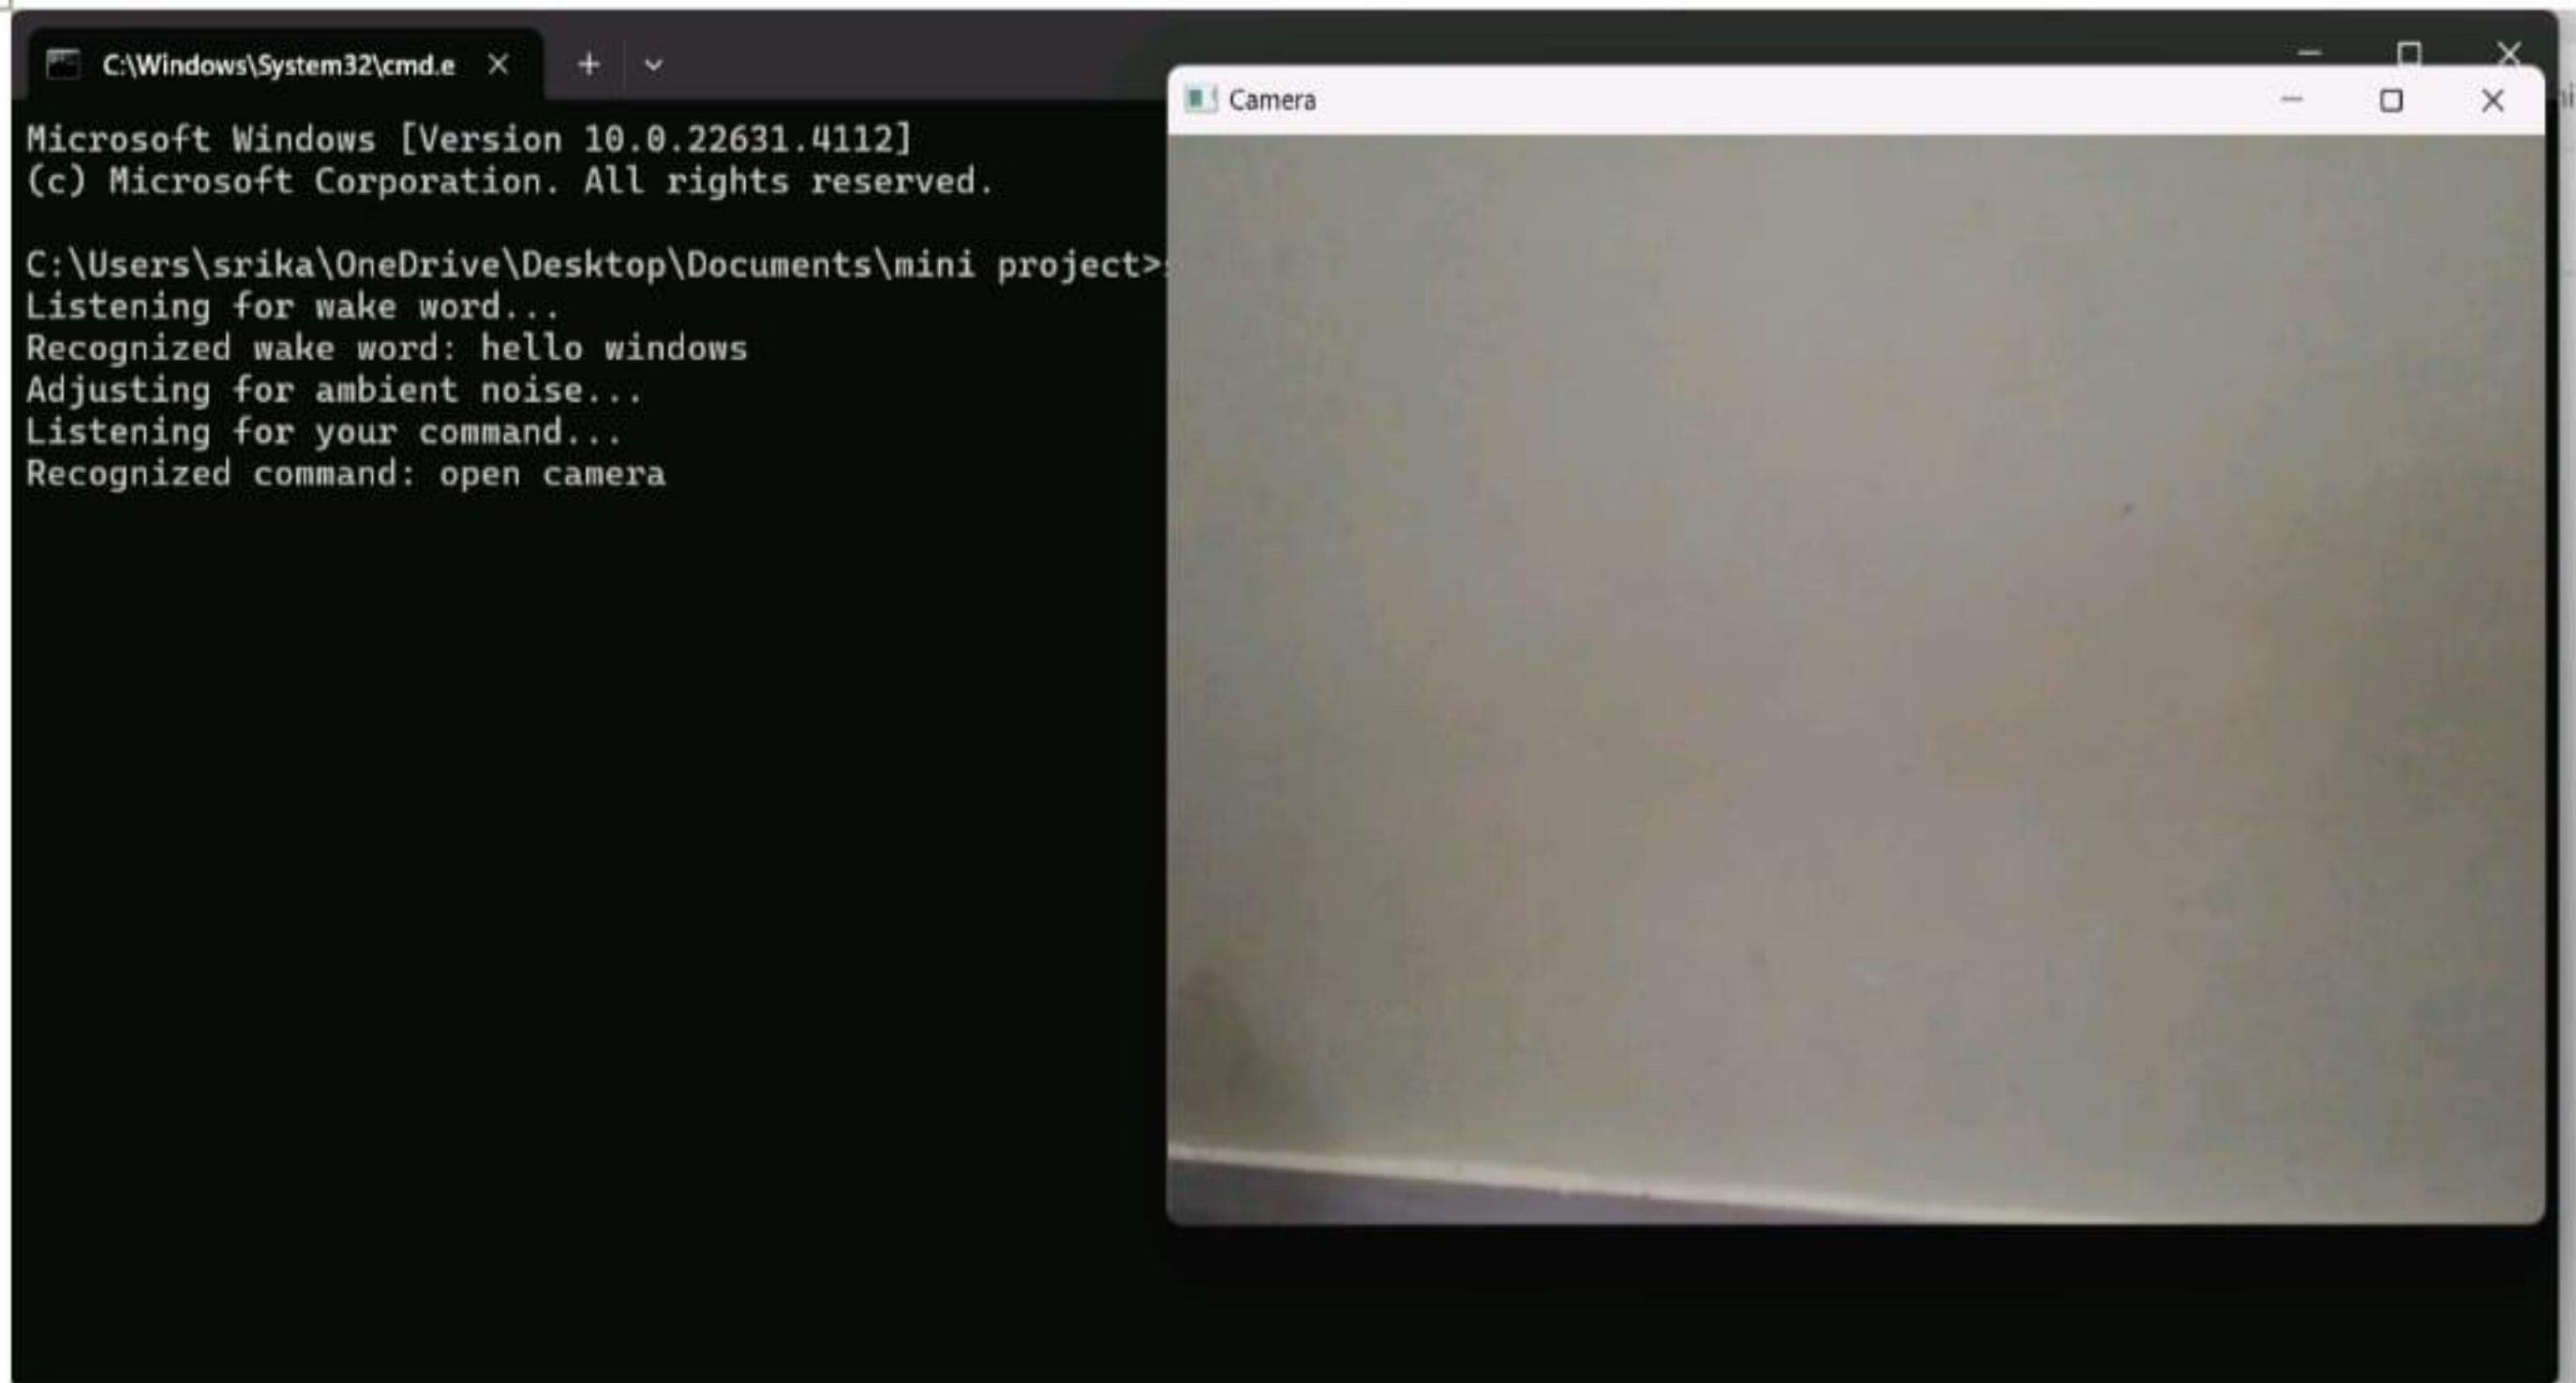 C:\Windows\System32\cmd.e
Camera
Microsoft Windows [Version 10.0.22631.4112]
(c) Microsoft Corporation. All rights reserved.
C:\Users\srika\OneDrive\Desktop\Documents\mini project>
Listening for wake word...
Recognized wake word: hello windows
Adjusting for ambient noise...
Listening for your command...
Recognized command: open camera